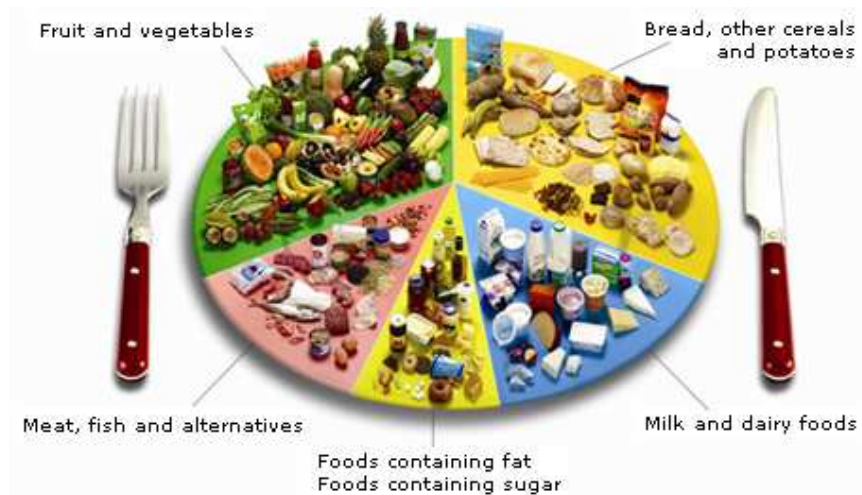 Fruit and vegetables
Bread, other cereals
and potatoes
Meat, fish and alternatives
Milk and dairy foods
Foods containing fat
Foods containing sugar